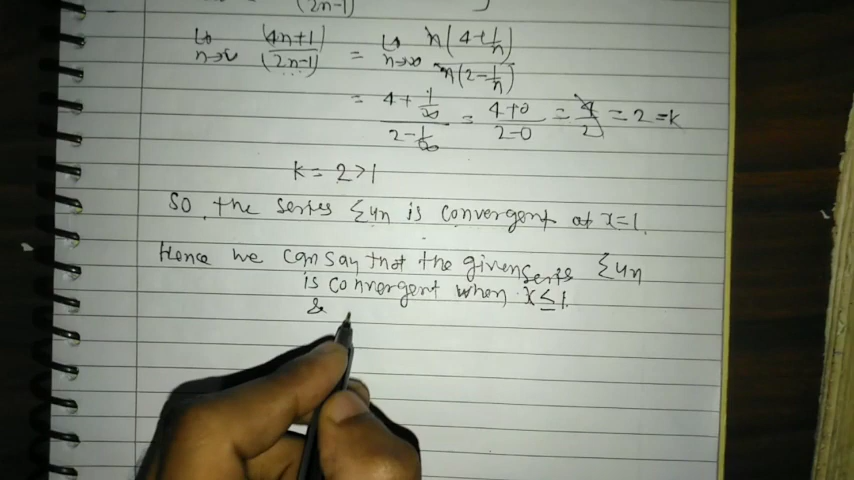 (2n-1)
lt n→∞ (4n+1)/(2n-1) = lt n→∞ n(4+1/n)/n(2-1/n)
= (4+1/∞)/(2-1/∞) = (4+0)/(2-0) = 4/2 = 2 = k
k = 2 > 1
So, the series Σun is convergent at x=1.
Hence we can say that the given series Σun
is convergent when x ≤ 1
&